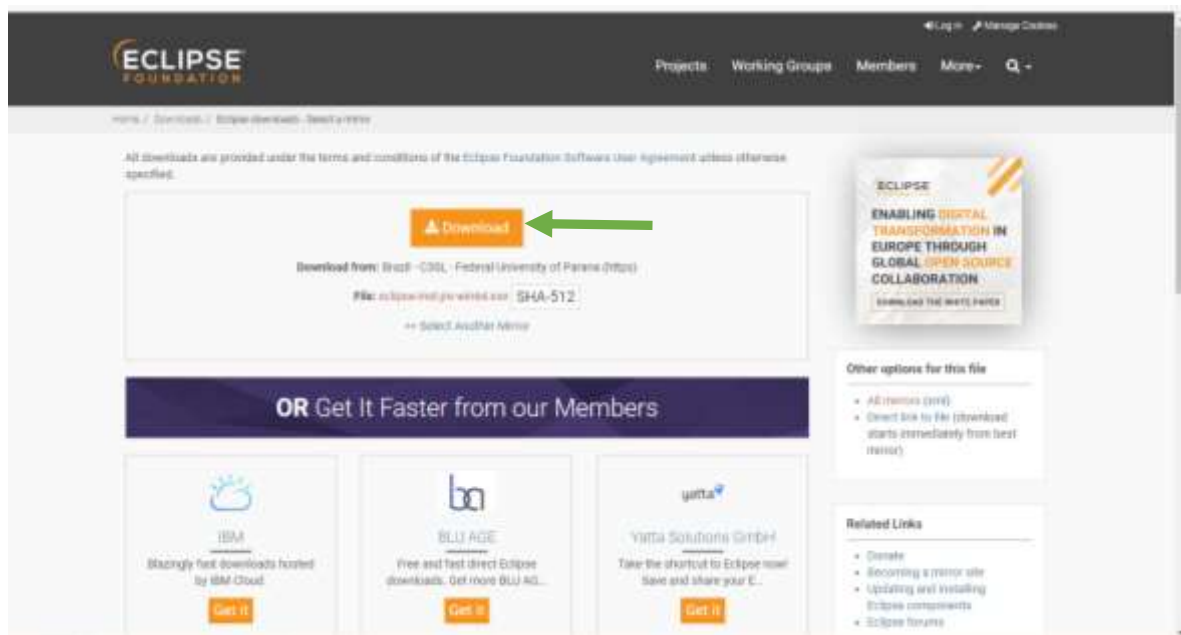 Log in Manage Cookies
ECLIPSE
FOUNDATION
Projects Working Groups Members More
Home / Downloads / Eclipse downloads - Select a mirror
All downloads are provided under the terms and conditions of the Eclipse Foundation Software User Agreement unless otherwise
specified.
Download
Download from: Brazil - C3SL - Federal University of Parana (https)
File: SHA-512
>> Select Another Mirror
OR Get It Faster from our Members
IBM
Blazingly fast downloads hosted
by IBM Cloud
Get it
BLU AGE
Free and fast direct Eclipse
downloads. Get more BLU AG...
Get it
yatta
Yatta Solutions GmbH
Take the shortcut to Eclipse now!
Save and share your E...
Get it
ECLIPSE
ENABLING DIGITAL
TRANSFORMATION IN
EUROPE THROUGH
GLOBAL OPEN SOURCE
COLLABORATION
DOWNLOAD THE WHITE PAPER
Other options for this file
All mirrors (xml)
Direct link to file (download
starts immediately from best
mirror)
Related Links
Donate
Becoming a mirror site
Updating and installing
Eclipse components
Eclipse forums